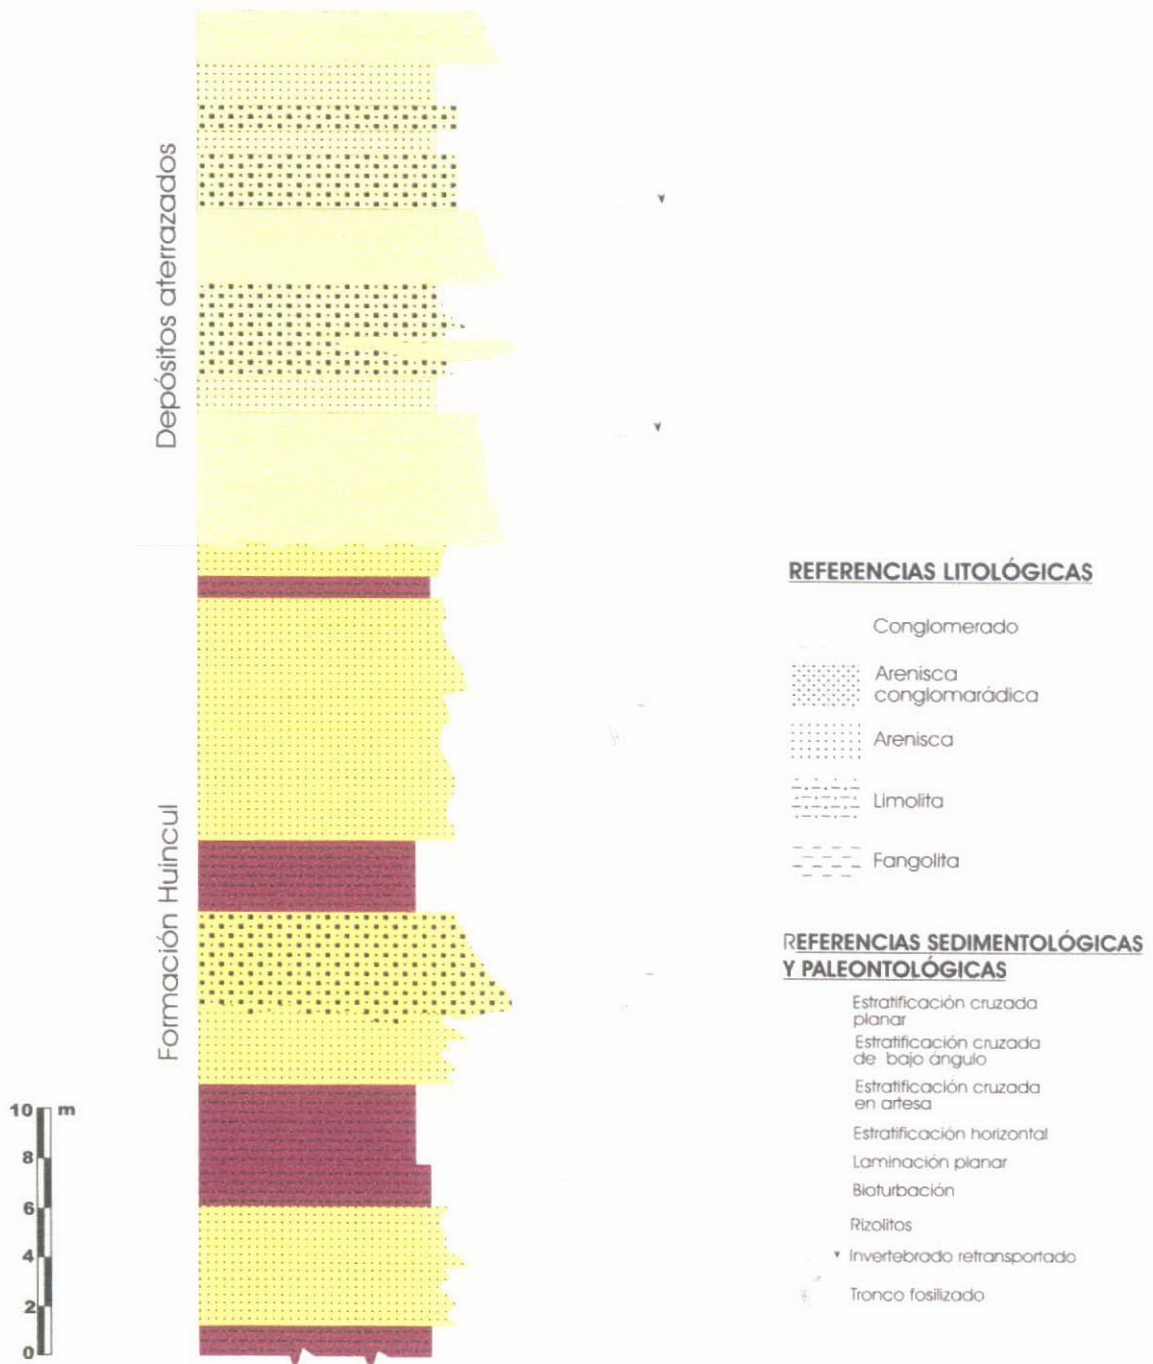 Depósitos aterrazados
Formación Huincul
10 m
8
6
4
2
0
REFERENCIAS LITOLÓGICAS
Conglomerado
Arenisca
conglomarádica
Arenisca
Limolita
Fangolita
REFERENCIAS SEDIMENTOLÓGICAS
Y PALEONTOLÓGICAS
Estratificación cruzada
planar
Estratificación cruzada
de bajo ángulo
Estratificación cruzada
en artesa
Estratificación horizontal
Laminación planar
Bioturbación
Rizolitos
Invertebrado retransportado
Tronco fosilizado